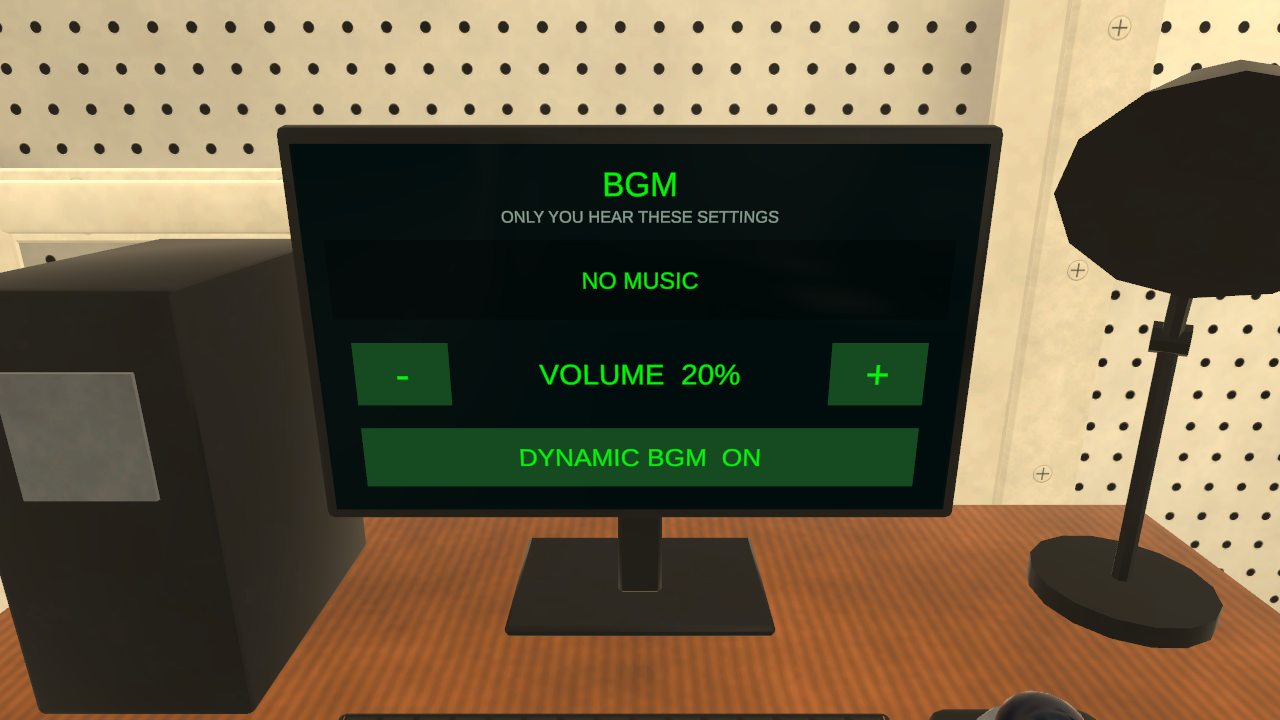 BGM
ONLY YOU HEAR THESE SETTINGS
NO MUSIC
- VOLUME 20% +
DYNAMIC BGM ON